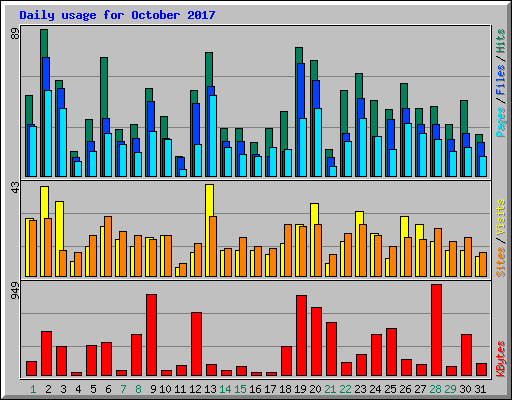 Daily usage for October 2017
89
Pages / Files / Hits
43
Sites / Visits
949
KBytes
1 2 3 4 5 6 7 8 9 10 11 12 13 14 15 16 17 18 19 20 21 22 23 24 25 26 27 28 29 30 31